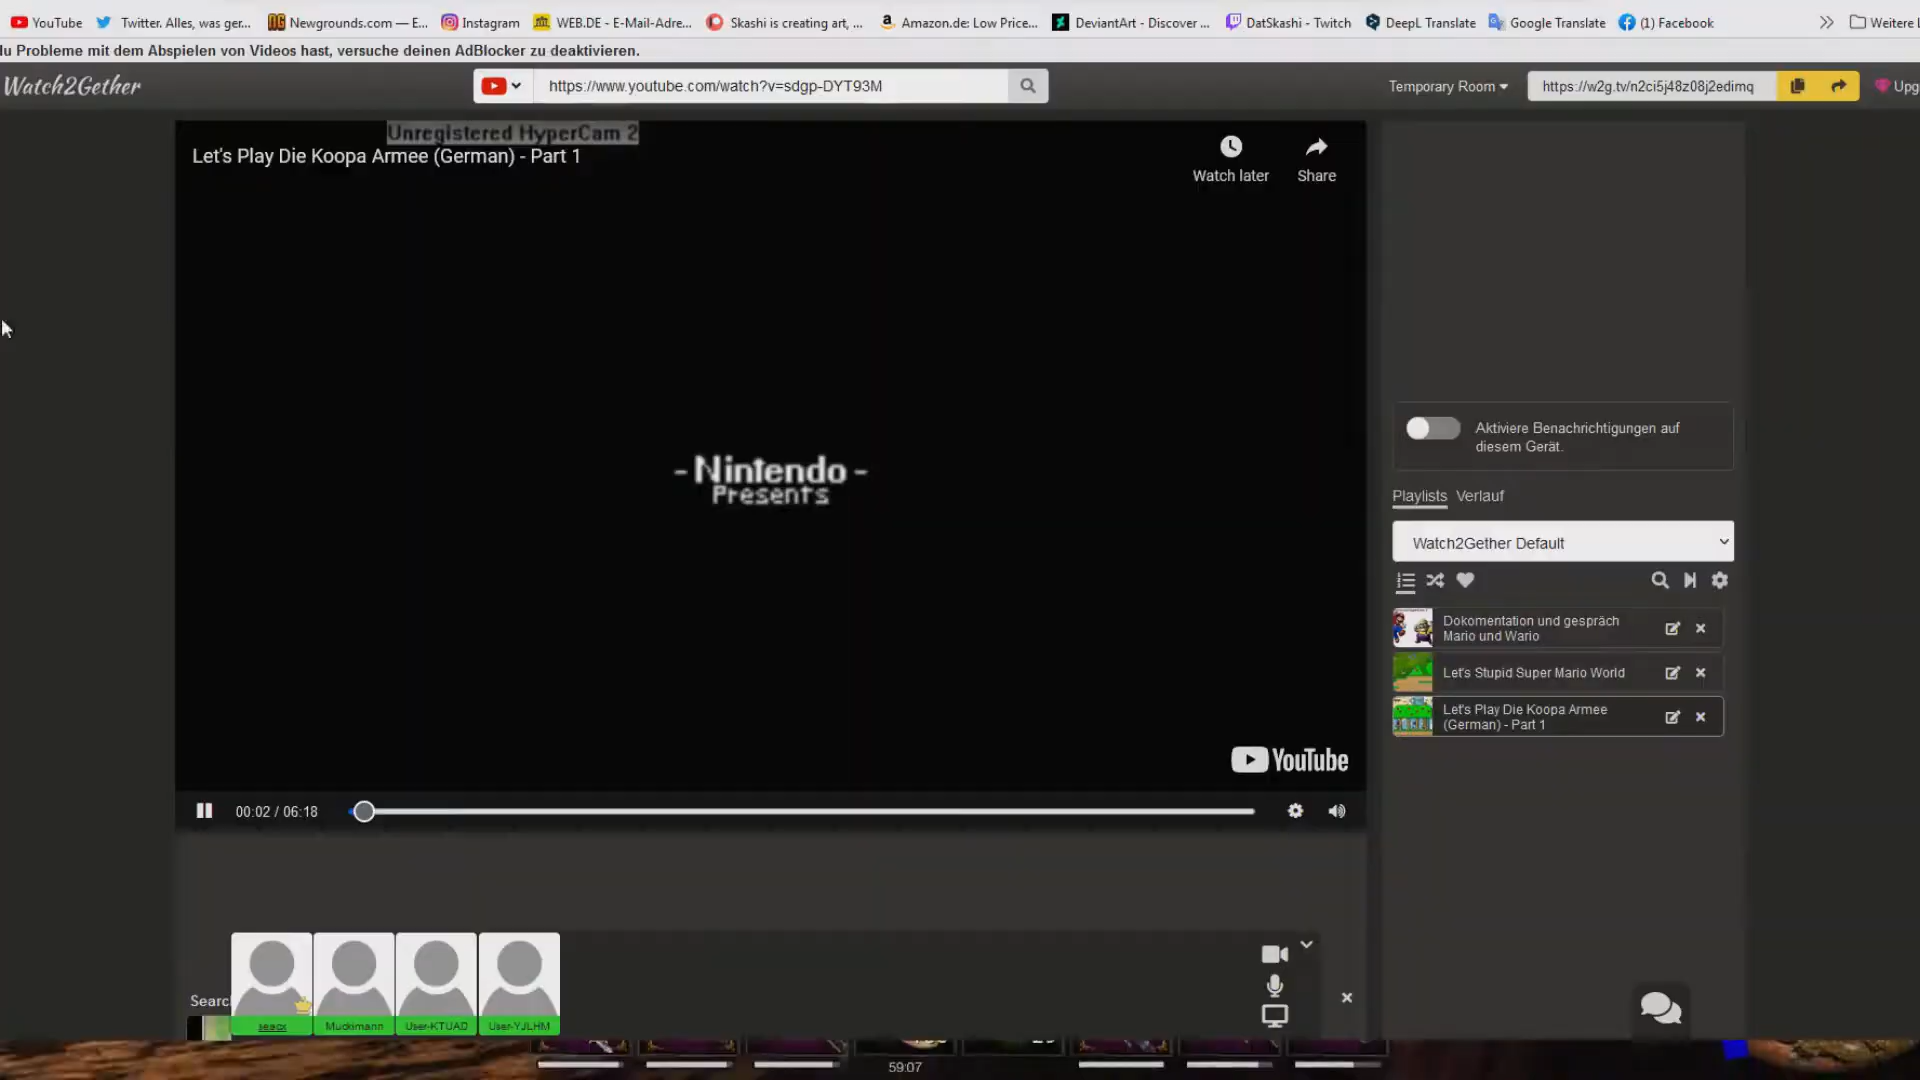 YouTube
Twitter. Alles, was ger...
Newgrounds.com — E...
Instagram
WEB.DE - E-Mail-Adre...
Skashi is creating art, ...
Amazon.de: Low Price...
DeviantArt - Discover ...
DatSkashi - Twitch
DeepL Translate
Google Translate
(1) Facebook
Weitere L
du Probleme mit dem Abspielen von Videos hast, versuche deinen AdBlocker zu deaktivieren.
Watch2Gether
https://www.youtube.com/watch?v=sdgp-DYT93M
Temporary Room
https://w2g.tv/n2ci5j48z08j2edimq
Upg
Unregistered HyperCam 2
Let's Play Die Koopa Armee (German) - Part 1
Watch later
Share
- Nintendo -
Presents
YouTube
00:02 / 06:18
Aktiviere Benachrichtigungen auf
diesem Gerät.
Playlists
Verlauf
Watch2Gether Default
Dokomentation und gespräch
Mario und Wario
Let's Stupid Super Mario World
Let's Play Die Koopa Armee
(German) - Part 1
Searc
seacx
Muckimann
User-KTUAD
User-YJLHM
59:07